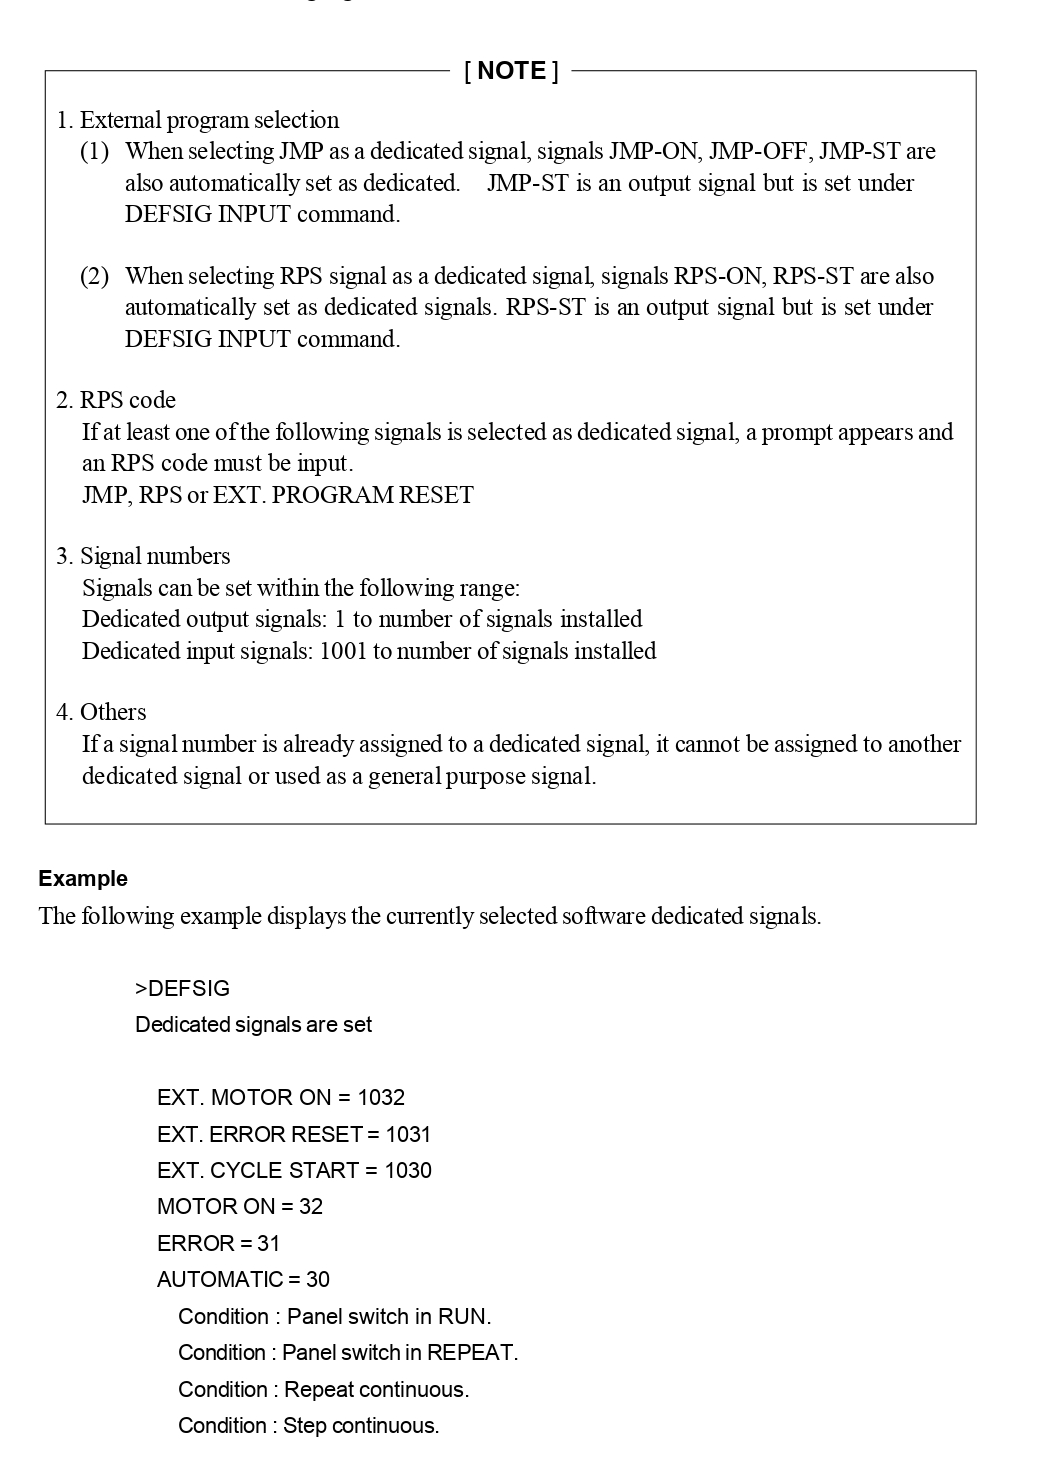 [ NOTE ]
1. External program selection
(1) When selecting JMP as a dedicated signal, signals JMP-ON, JMP-OFF, JMP-ST are
also automatically set as dedicated. JMP-ST is an output signal but is set under
DEFSIG INPUT command.
(2) When selecting RPS signal as a dedicated signal, signals RPS-ON, RPS-ST are also
automatically set as dedicated signals. RPS-ST is an output signal but is set under
DEFSIG INPUT command.
2. RPS code
If at least one of the following signals is selected as dedicated signal, a prompt appears and
an RPS code must be input.
JMP, RPS or EXT. PROGRAM RESET
3. Signal numbers
Signals can be set within the following range:
Dedicated output signals: 1 to number of signals installed
Dedicated input signals: 1001 to number of signals installed
4. Others
If a signal number is already assigned to a dedicated signal, it cannot be assigned to another
dedicated signal or used as a general purpose signal.
Example
The following example displays the currently selected software dedicated signals.
>DEFSIG
Dedicated signals are set
EXT. MOTOR ON = 1032
EXT. ERROR RESET = 1031
EXT. CYCLE START = 1030
MOTOR ON = 32
ERROR = 31
AUTOMATIC = 30
Condition : Panel switch in RUN.
Condition : Panel switch in REPEAT.
Condition : Repeat continuous.
Condition : Step continuous.